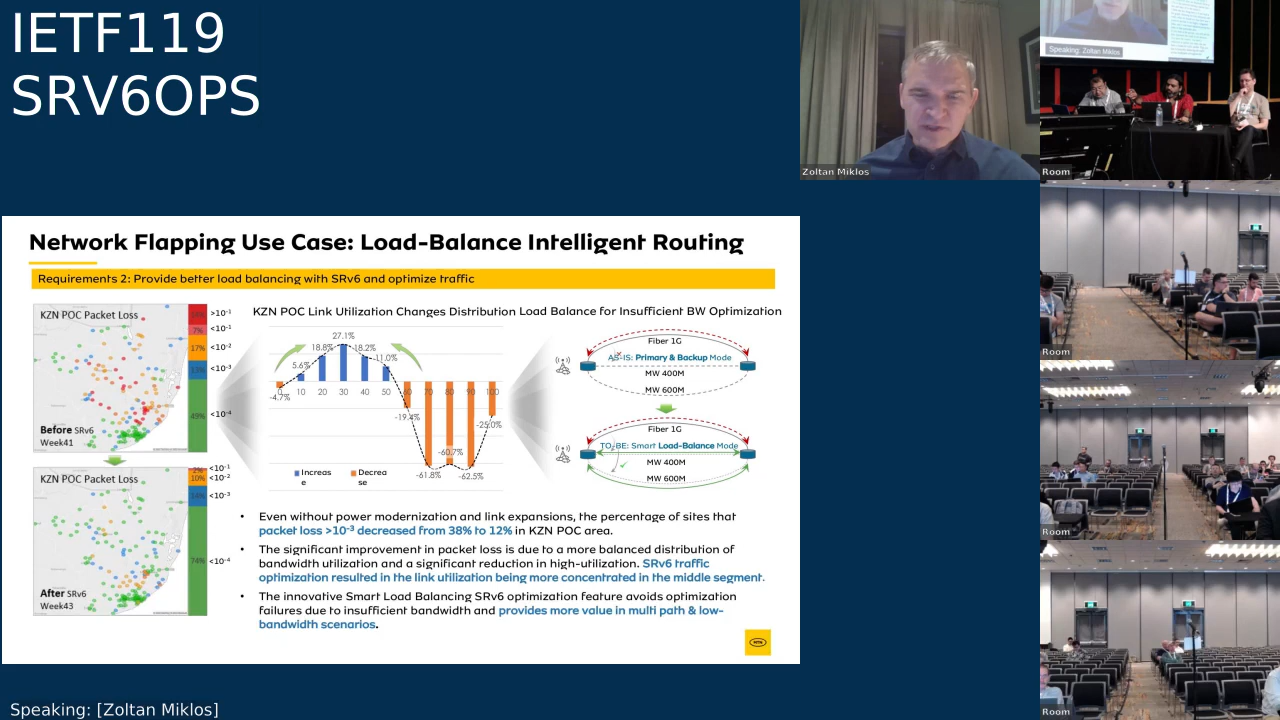 IETF119
SRV6OPS
Zoltan Miklos
Speaking: Zoltan Miklos
Room
Room
Room
Room
Network Flapping Use Case: Load-Balance Intelligent Routing
Requirements 2: Provide better load balancing with SRv6 and optimize traffic
KZN POC Packet Loss
14%
7%
17%
13%
49%
>10-1
<10-1
<10-2
<10-3
<10-4
Before SRv6
Week41
KZN POC Packet Loss
2%
10%
74%
<10-1
<10-2
<10-3
<10-4
After SRv6
Week43
KZN POC Link Utilization Changes Distribution
-4.7%
5.6%
18.8%
27.1%
18.2%
11.0%
-19.4%
-61.8%
-60.7%
-62.5%
-25.0%
0 10 20 30 40 50 60 70 80 90 100
Increas
e
Decrea
se
Load Balance for Insufficient BW Optimization
Fiber 1G
AS-IS: Primary & Backup Mode
MW 400M
MW 600M
Fiber 1G
TO-BE: Smart Load-Balance Mode
MW 400M
MW 600M
• Even without power modernization and link expansions, the percentage of sites that
packet loss >10-3 decreased from 38% to 12% in KZN POC area.
• The significant improvement in packet loss is due to a more balanced distribution of
bandwidth utilization and a significant reduction in high-utilization. SRv6 traffic
optimization resulted in the link utilization being more concentrated in the middle segment.
• The innovative Smart Load Balancing SRv6 optimization feature avoids optimization
failures due to insufficient bandwidth and provides more value in multi path & low-
bandwidth scenarios.
Speaking: [Zoltan Miklos]